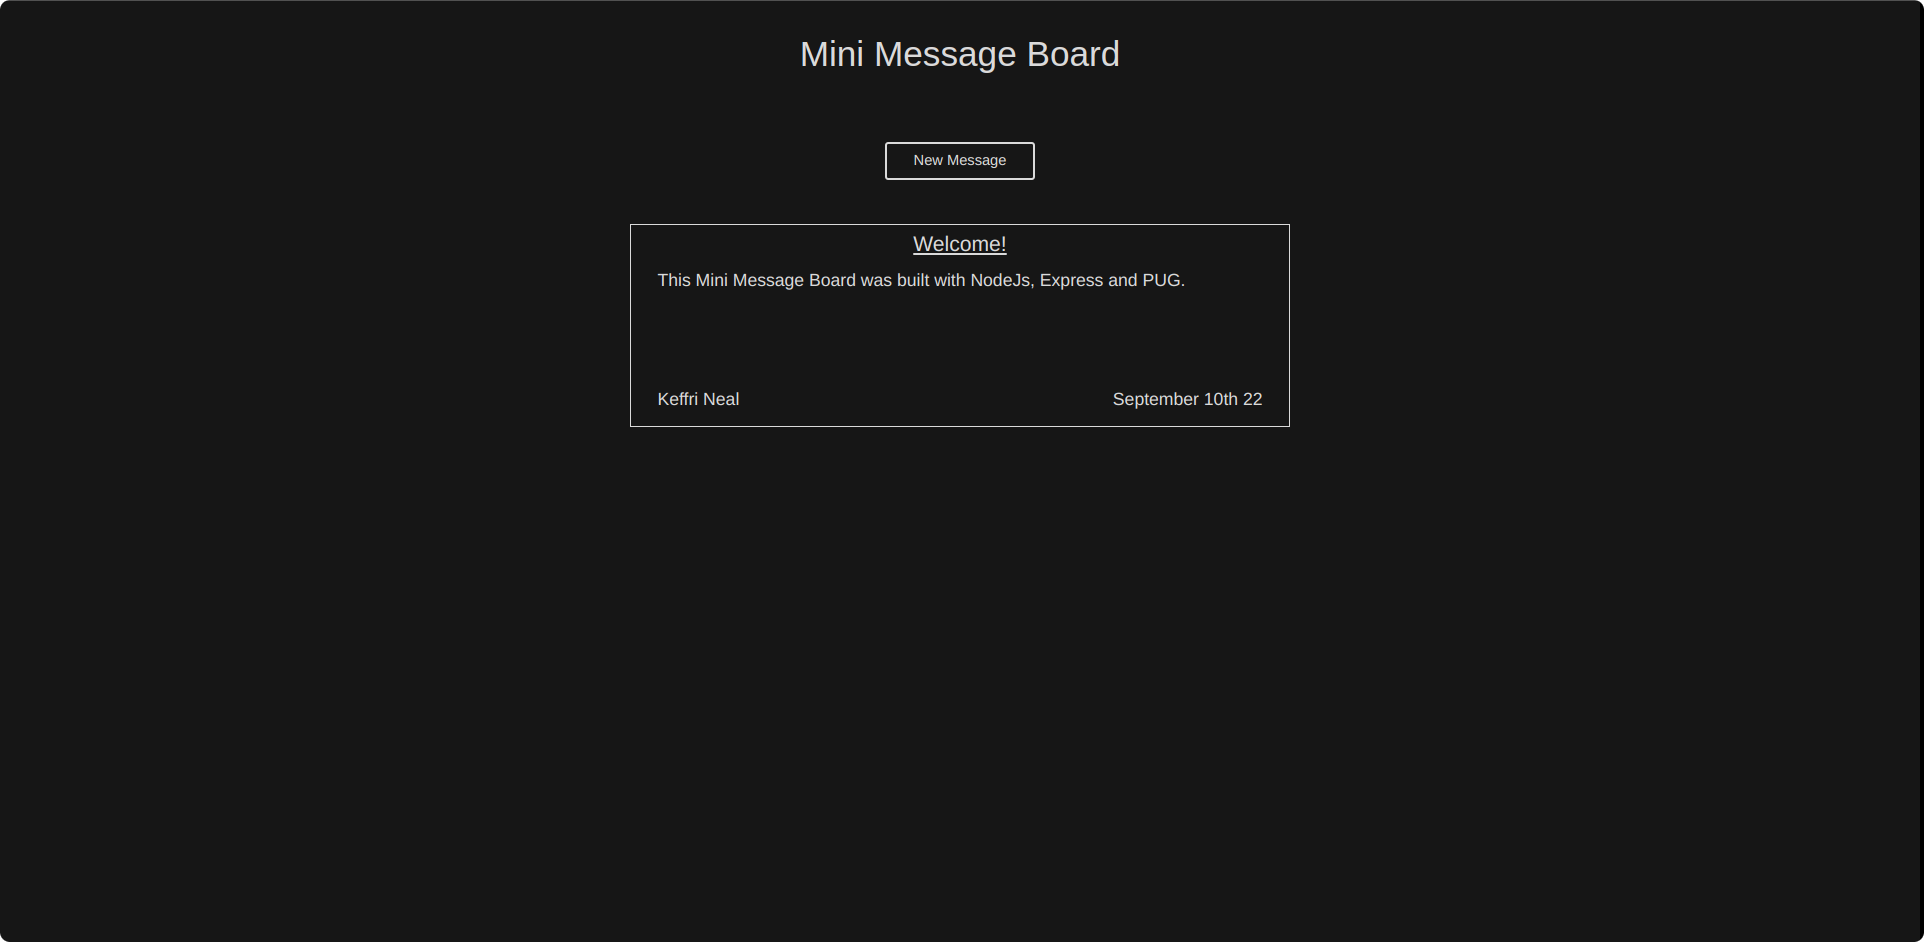 Mini Message Board
New Message
Welcome!
This Mini Message Board was built with NodeJs, Express and PUG.
Keffri Neal September 10th 22